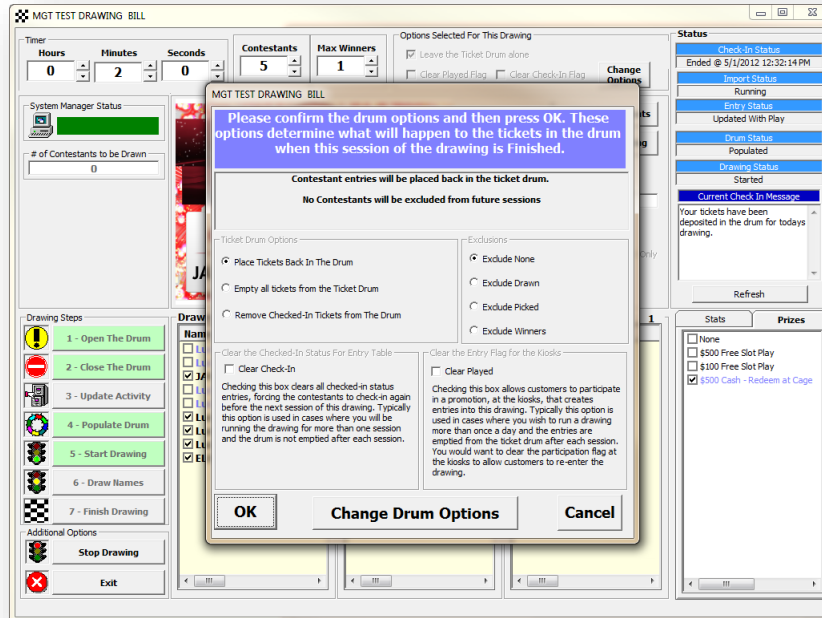 MGT TEST DRAWING BILL
Timer
Hours Minutes Seconds
0 2 0
Contestants
5
Max Winners
1
Options Selected For This Drawing
Leave the Ticket Drum alone
Clear Played Flag Clear Check-In Flag
Change Options
Status
Check-In Status
Ended @ 5/1/2012 12:32:14 PM
Import Status
Running
Entry Status
Updated With Play
Drum Status
Populated
Drawing Status
Started
Current Check In Message
Your tickets have been
deposited in the drum for todays
drawing.
Refresh
System Manager Status
# of Contestants to be Drawn
0
MGT TEST DRAWING BILL
Please confirm the drum options and then press OK. These
options determine what will happen to the tickets in the drum
when this session of the drawing is Finished.
Contestant entries will be placed back in the ticket drum.
No Contestants will be excluded from future sessions
Ticket Drum Options
Place Tickets Back In The Drum
Empty all tickets from the Ticket Drum
Remove Checked-In Tickets from The Drum
Exclusions
Exclude None
Exclude Drawn
Exclude Picked
Exclude Winners
Clear the Checked-In Status For Entry Table
Clear Check-In
Checking this box clears all checked-in status
entries, forcing the contestants to check-in again
before the next session of this drawing. Typically
this option is used in cases where you will be
running the drawing for more than one session
and the drum is not emptied after each session.
Clear the Entry Flag for the Kiosks
Clear Played
Checking this box allows customers to participate
in a promotion, at the kiosks, that creates
entries into this drawing. Typically this option is
used in cases where you wish to run a drawing
more than once a day and the entries are
emptied from the ticket drum after each session.
You would want to clear the participation flag at
the kiosks to allow customers to re-enter the
drawing.
OK
Change Drum Options
Cancel
Only
Drawing Steps
1 - Open The Drum
2 - Close The Drum
3 - Update Activity
4 - Populate Drum
5 - Start Drawing
6 - Draw Names
7 - Finish Drawing
Additional Options
Stop Drawing
Exit
1
Stats Prizes
None
$500 Free Slot Play
$100 Free Slot Play
$500 Cash - Redeem at Cage